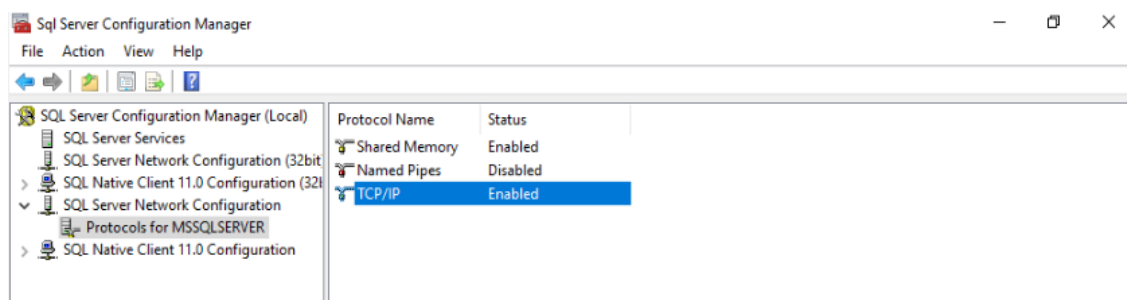 Sql Server Configuration Manager
File Action View Help
SQL Server Configuration Manager (Local)
SQL Server Services
SQL Server Network Configuration (32bit
SQL Native Client 11.0 Configuration (32b
SQL Server Network Configuration
Protocols for MSSQLSERVER
SQL Native Client 11.0 Configuration
Protocol Name Status
Shared Memory Enabled
Named Pipes Disabled
TCP/IP Enabled